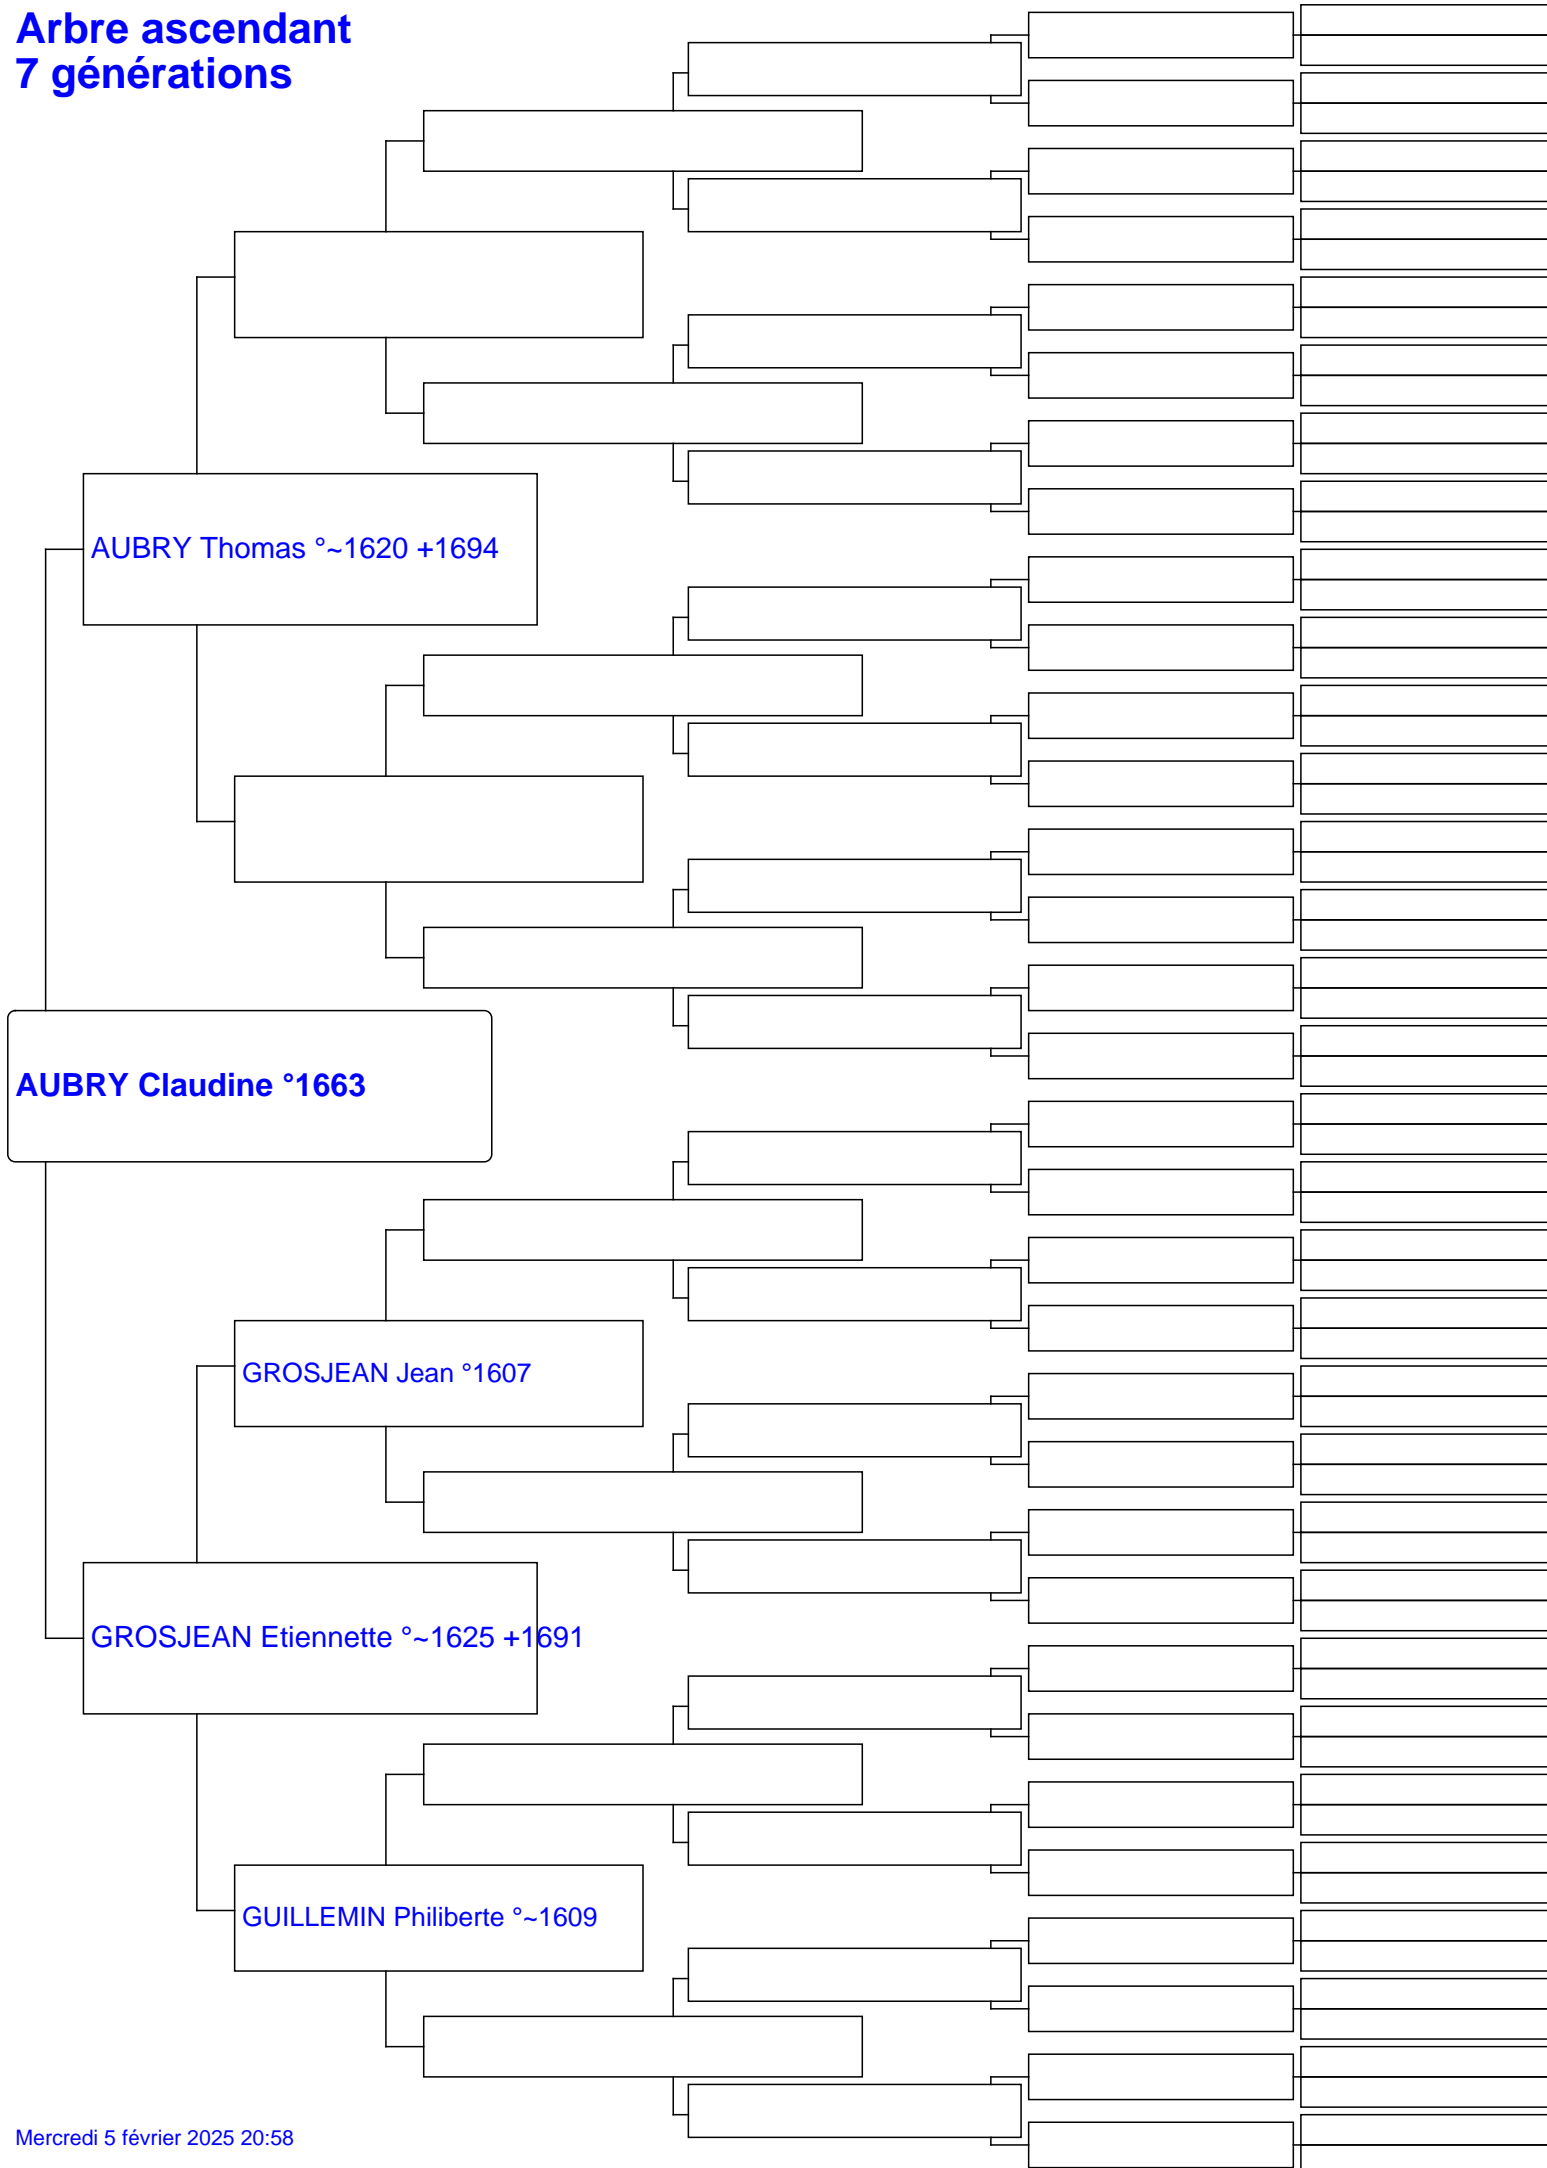 Arbre ascendant
7 générations
AUBRY Thomas °~1620 +1694
AUBRY Claudine °1663
GROSJEAN Jean °1607
GROSJEAN Etiennette °~1625 +1691
GUILLEMIN Philiberte °~1609
Mercredi 5 février 2025 20:58